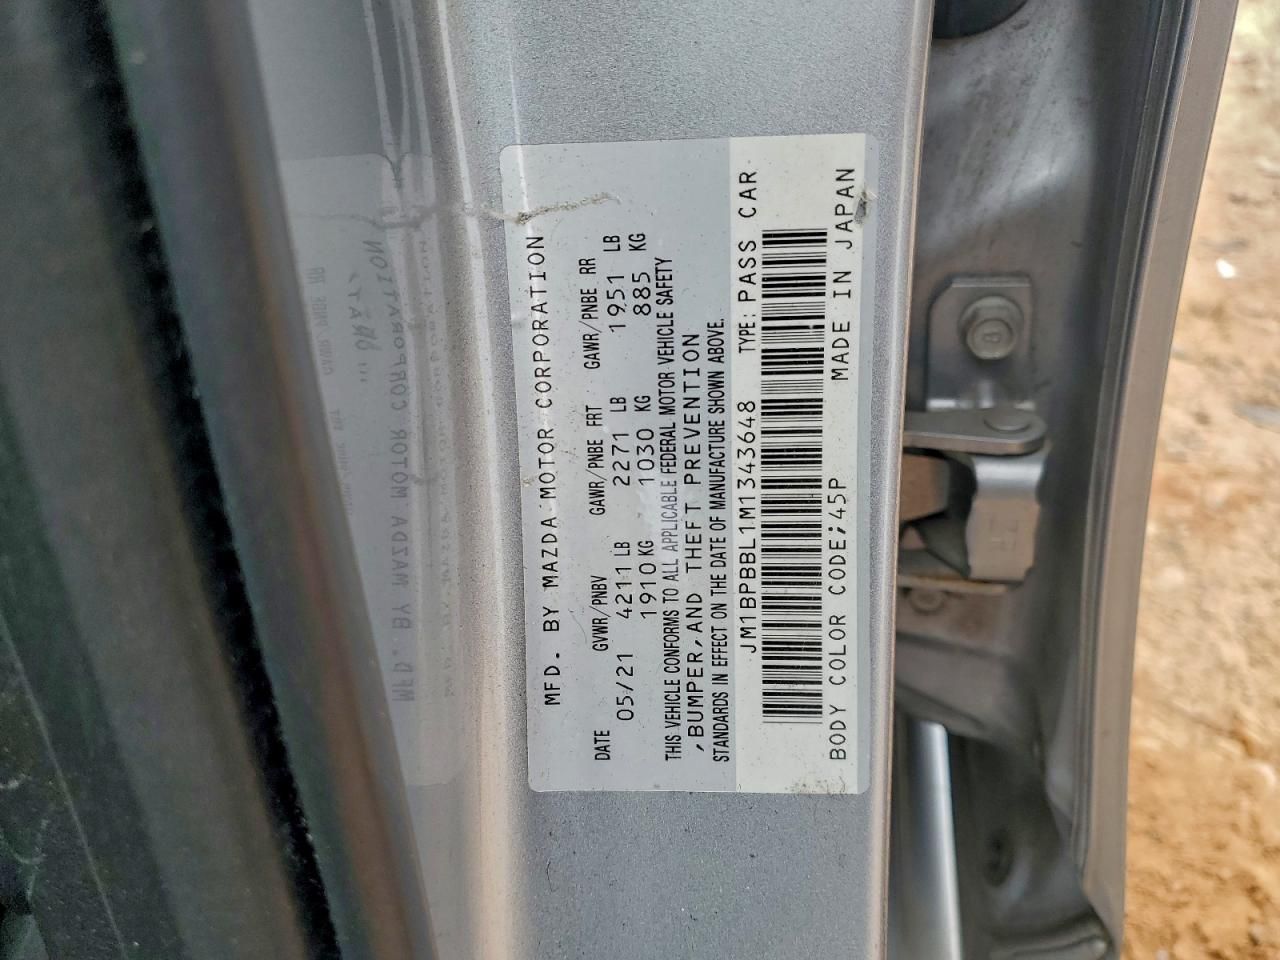 MFD. BY MAZDA MOTOR CORPORATION
DATE GVWR/PNBV GAWR/PNBE FRT GAWR/PNBE RR
05/21 4211 LB 2271 LB 1951 LB
1910 KG 1030 KG 885 KG
THIS VEHICLE CONFORMS TO ALL APPLICABLE FEDERAL MOTOR VEHICLE SAFETY
,BUMPER,AND THEFT PREVENTION
STANDARDS IN EFFECT ON THE DATE OF MANUFACTURE SHOWN ABOVE.
JM1BPBBL1M1343648 TYPE:PASS CAR
BODY COLOR CODE;45P MADE IN JAPAN